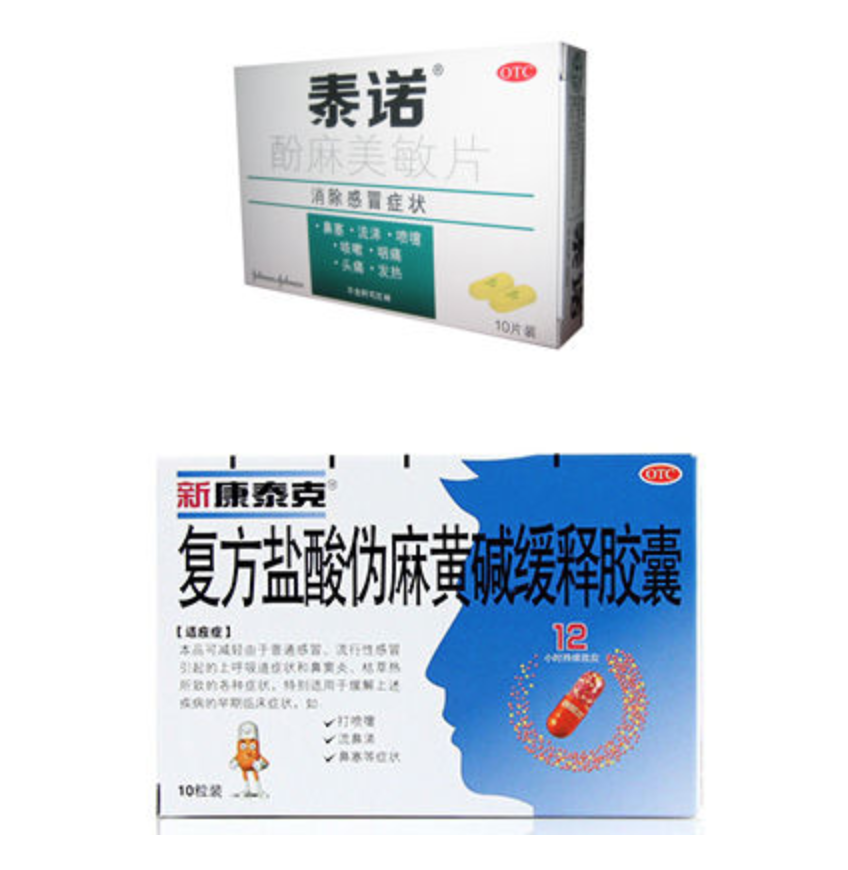 泰诺®
OTC
酚麻美敏片
消除感冒症状
·鼻塞·流涕·喷嚏
·咳嗽·咽痛
·头痛·发热
10片装
新康泰克®
OTC
复方盐酸伪麻黄碱缓释胶囊
【适应症】
本品可减轻由于普通感冒、流行性感冒
引起的上呼吸道症状和鼻窦炎、枯草热
所致的各种症状，特别适用于缓解上述
疾病的早期临床症状，如
打喷嚏
流鼻涕
鼻塞等症状
12
小时持续效应
10粒装